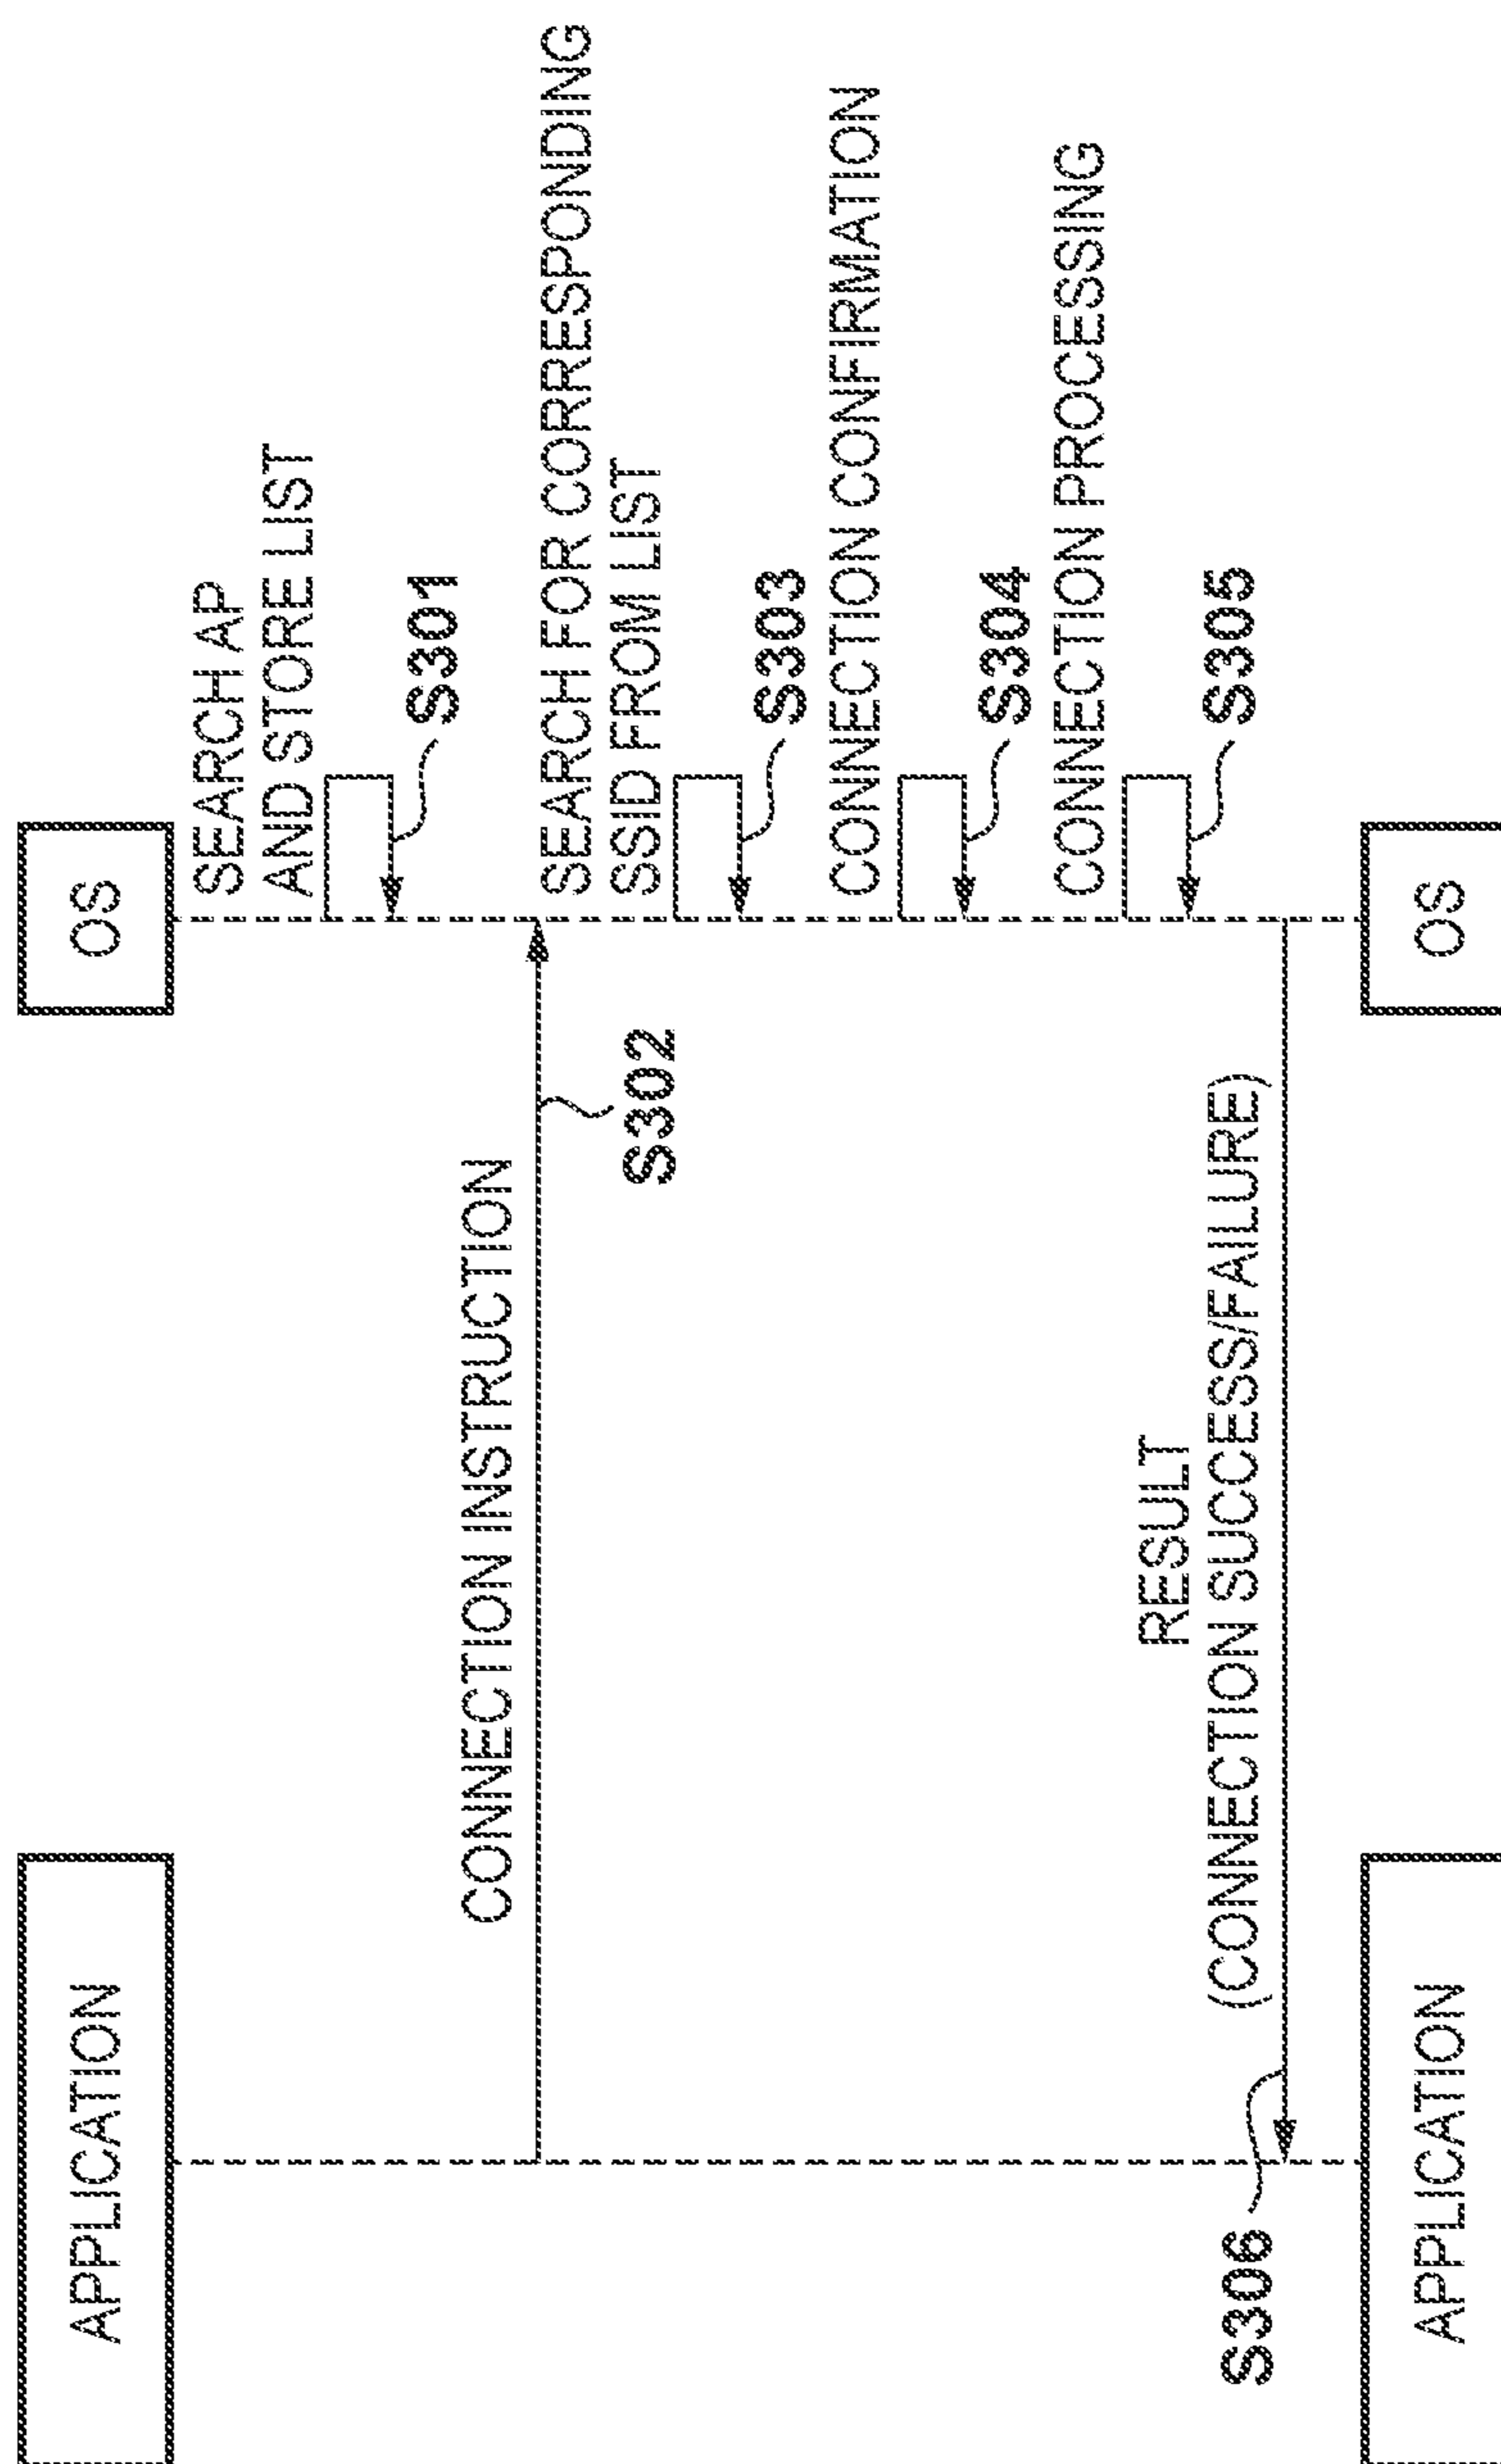 APPLICATION
OS
SEARCH AP
AND STORE LIST
S301
CONNECTION INSTRUCTION
S302
SEARCH FOR CORRESPONDING
SSID FROM LIST
S303
CONNECTION CONFIRMATION
S304
CONNECTION PROCESSING
S305
RESULT
(CONNECTION SUCCESS/FAILURE)
S306
APPLICATION
OS